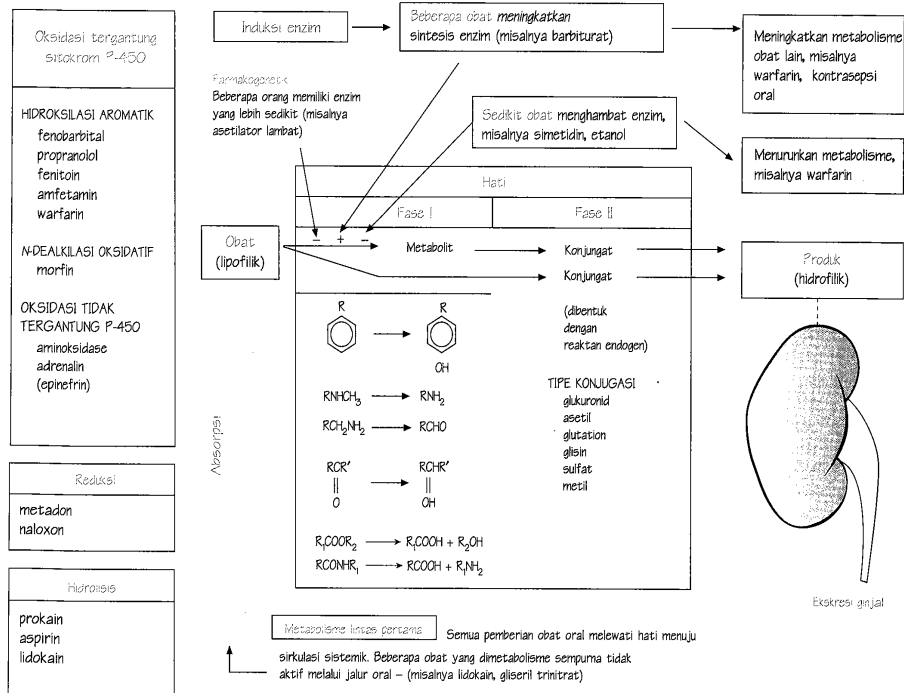 Oksidasi tergantung
sitokrom P-450
HIDROKSILASI AROMATIK
fenobarbital
propranolol
fenitoin
amfetamin
warfarin
N-DEALKILASI OKSIDATIF
morfin
OKSIDASI TIDAK
TERGANTUNG P-450
aminoksidase
adrenalin
(epinefrin)
Reduksi
metadon
naloxon
Hidrolisis
prokain
aspirin
lidokain
Induksi enzim
Beberapa obat meningkatkan
sintesis enzim (misalnya barbiturat)
Meningkatkan metabolisme
obat lain, misalnya
warfarin, kontrasepsi
oral
Farmakogenetik
Beberapa orang memiliki enzim
yang lebih sedikit (misalnya
asetilator lambat)
Sedikit obat menghambat enzim,
misalnya simetidin, etanol
Menurunkan metabolisme,
misalnya warfarin
Hati
Fase I
Fase II
Obat
(lipofilik)
− + −
Metabolit
Konjugat
Konjugat
Produk
(hidrofilik)
R
R
OH
RNHCH₃
RNH₂
RCH₂NH₂
RCHO
RCR'
||
O
RCHR'
||
OH
R₁COOR₂
R₁COOH + R₂OH
RCONHR₁
RCOOH + R₁NH₂
(dibentuk
dengan
reaktan endogen)
TIPE KONJUGASI
glukuronid
asetil
glutation
glisin
sulfat
metil
Absorpsi
Ekskresi ginjal
Metabolisme lintas pertama Semua pemberian obat oral melewati hati menuju
sirkulasi sistemik. Beberapa obat yang dimetabolisme sempurna tidak
aktif melalui jalur oral – (misalnya lidokain, gliseril trinitrat)